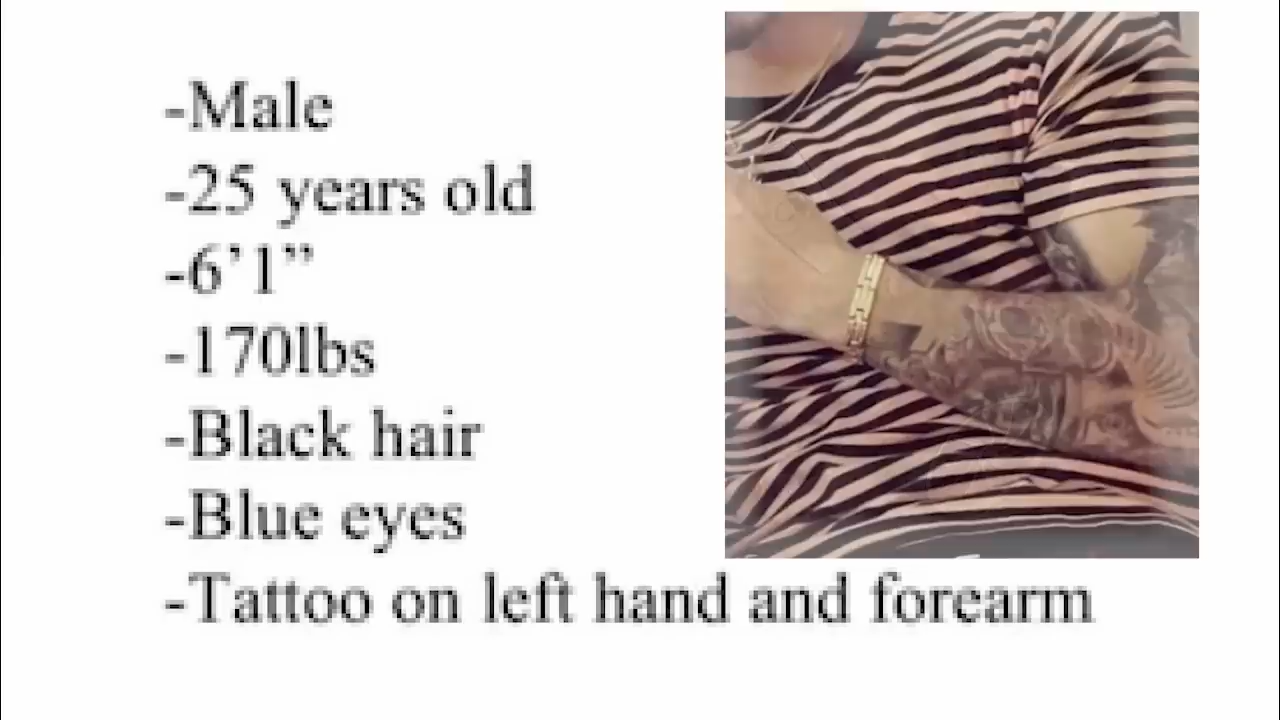 -Male
-25 years old
-6’1”
-170lbs
-Black hair
-Blue eyes
-Tattoo on left hand and forearm